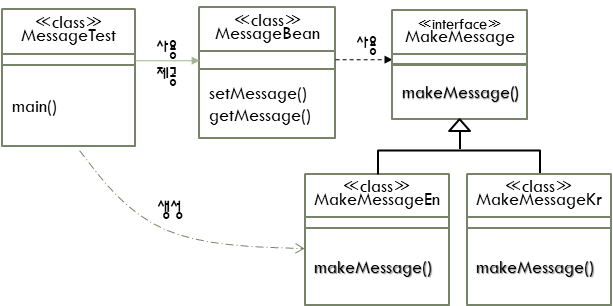 ≪class≫
MessageTest
main()
사용
제공
≪class≫
MessageBean
setMessage()
getMessage()
사용
≪interface≫
MakeMessage
makeMessage()
생성
≪class≫
MakeMessageEn
makeMessage()
≪class≫
MakeMessageKr
makeMessage()